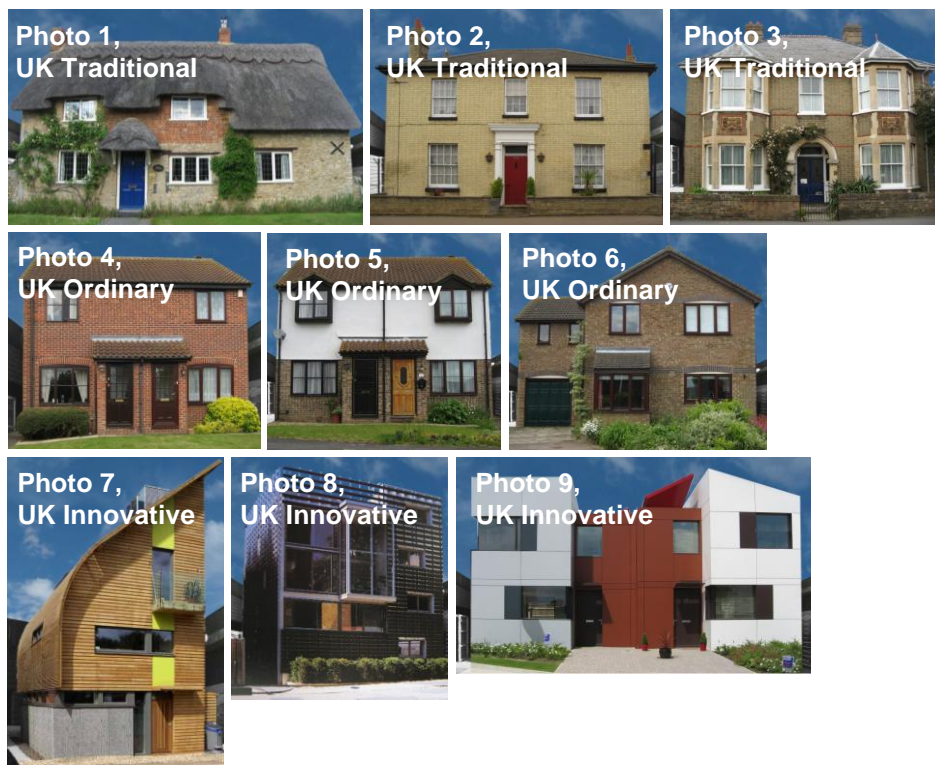 Photo 1,
UK Traditional
Photo 2,
UK Traditional
Photo 3,
UK Traditional
Photo 4,
UK Ordinary
Photo 5,
UK Ordinary
Photo 6,
UK Ordinary
Photo 7,
UK Innovative
Photo 8,
UK Innovative
Photo 9,
UK Innovative